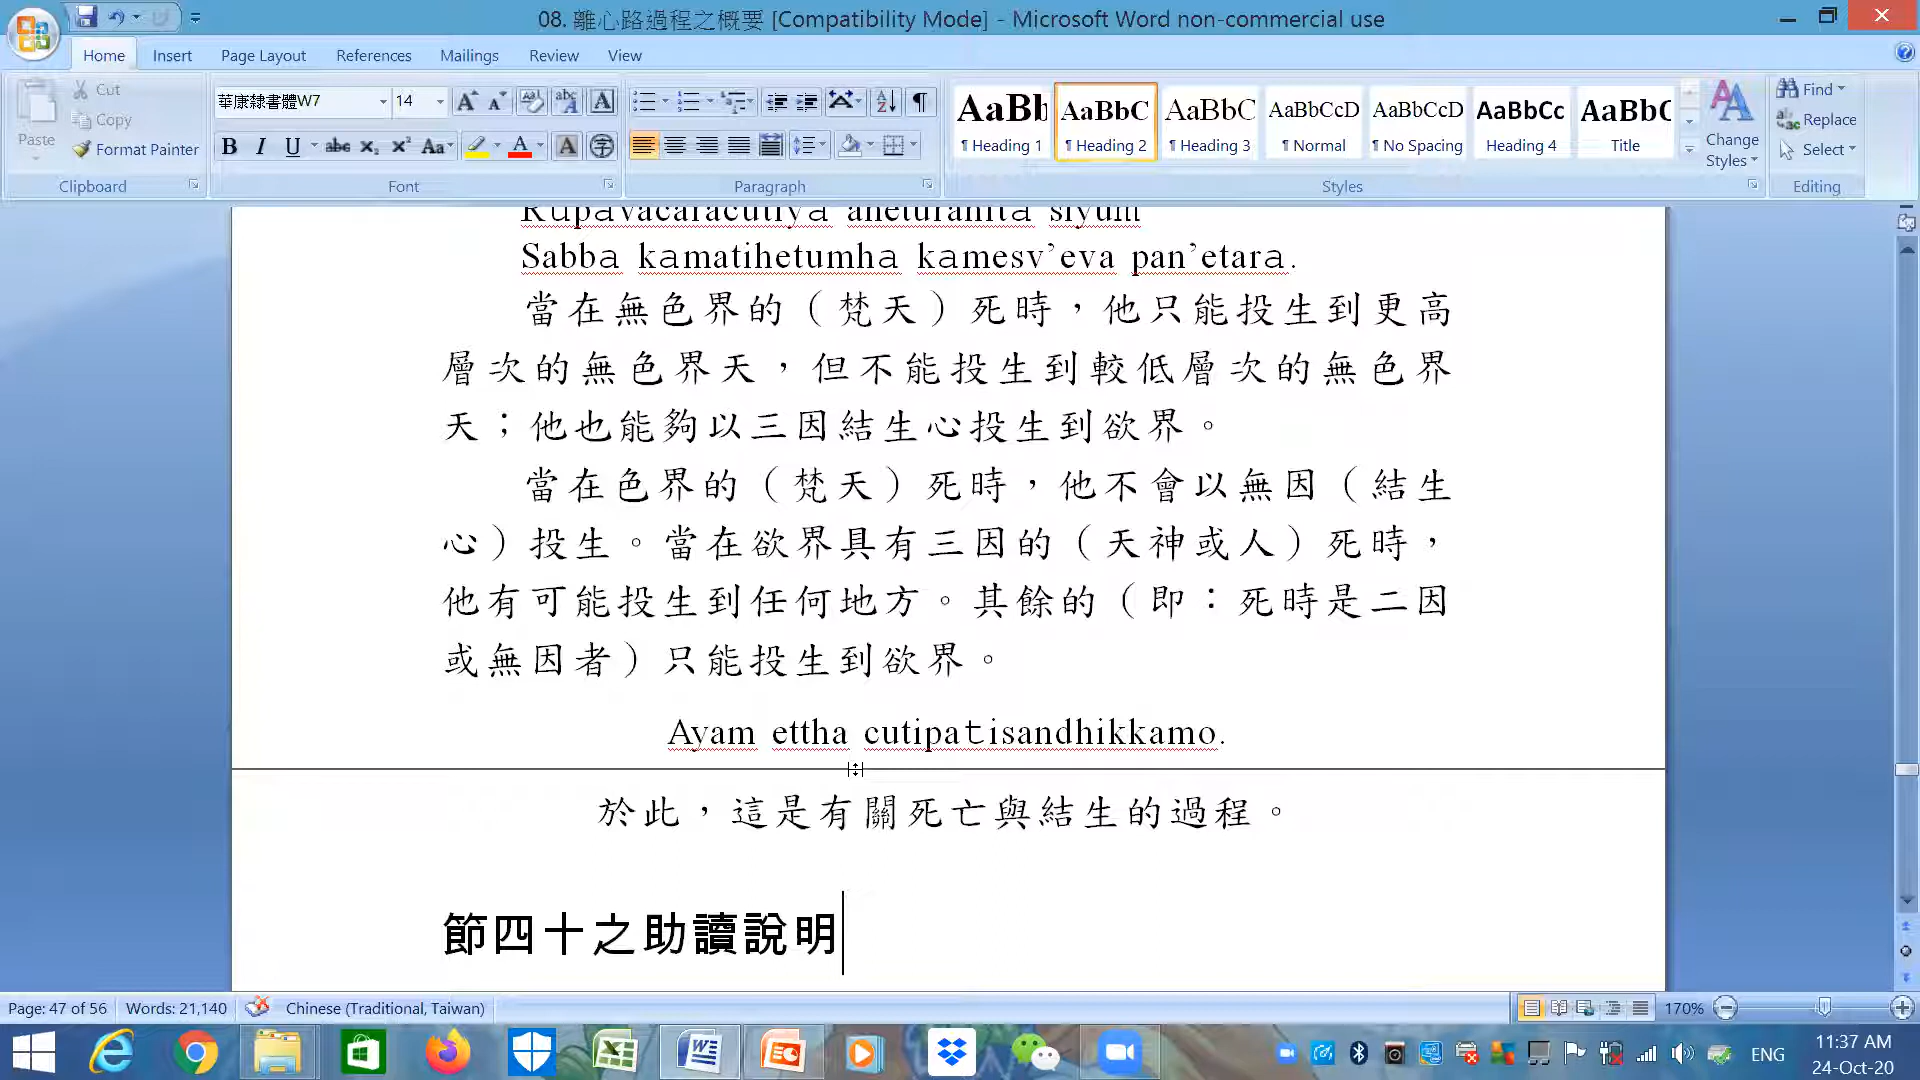 08. 離心路過程之概要 [Compatibility Mode] - Microsoft Word non-commercial use
Home Insert Page Layout References Mailings Review View
Paste
Cut
Copy
Format Painter
Clipboard
華康隸書體W7 14
Font
Paragraph
AaBb AaBbC AaBbC AaBbCcD AaBbCcD AaBbCc AaBbC
¶ Heading 1 ¶ Heading 2 ¶ Heading 3 ¶ Normal ¶ No Spacing Heading 4 Title
Change Styles
Styles
Find
Replace
Select
Editing
Rupavacaracutiya aheturahita siyum
Sabba kamatihetumha kamesv’eva pan’etara.
當在無色界的（梵天）死時，他只能投生到更高
層次的無色界天，但不能投生到較低層次的無色界
天；他也能夠以三因結生心投生到欲界。
當在色界的（梵天）死時，他不會以無因（結生
心）投生。當在欲界具有三因的（天神或人）死時，
他有可能投生到任何地方。其餘的（即：死時是二因
或無因者）只能投生到欲界。
Ayam ettha cutipatisandhikkamo.
於此，這是有關死亡與結生的過程。
節四十之助讀說明
Page: 47 of 56 Words: 21,140 Chinese (Traditional, Taiwan) 170%
ENG
11:37 AM
24-Oct-20